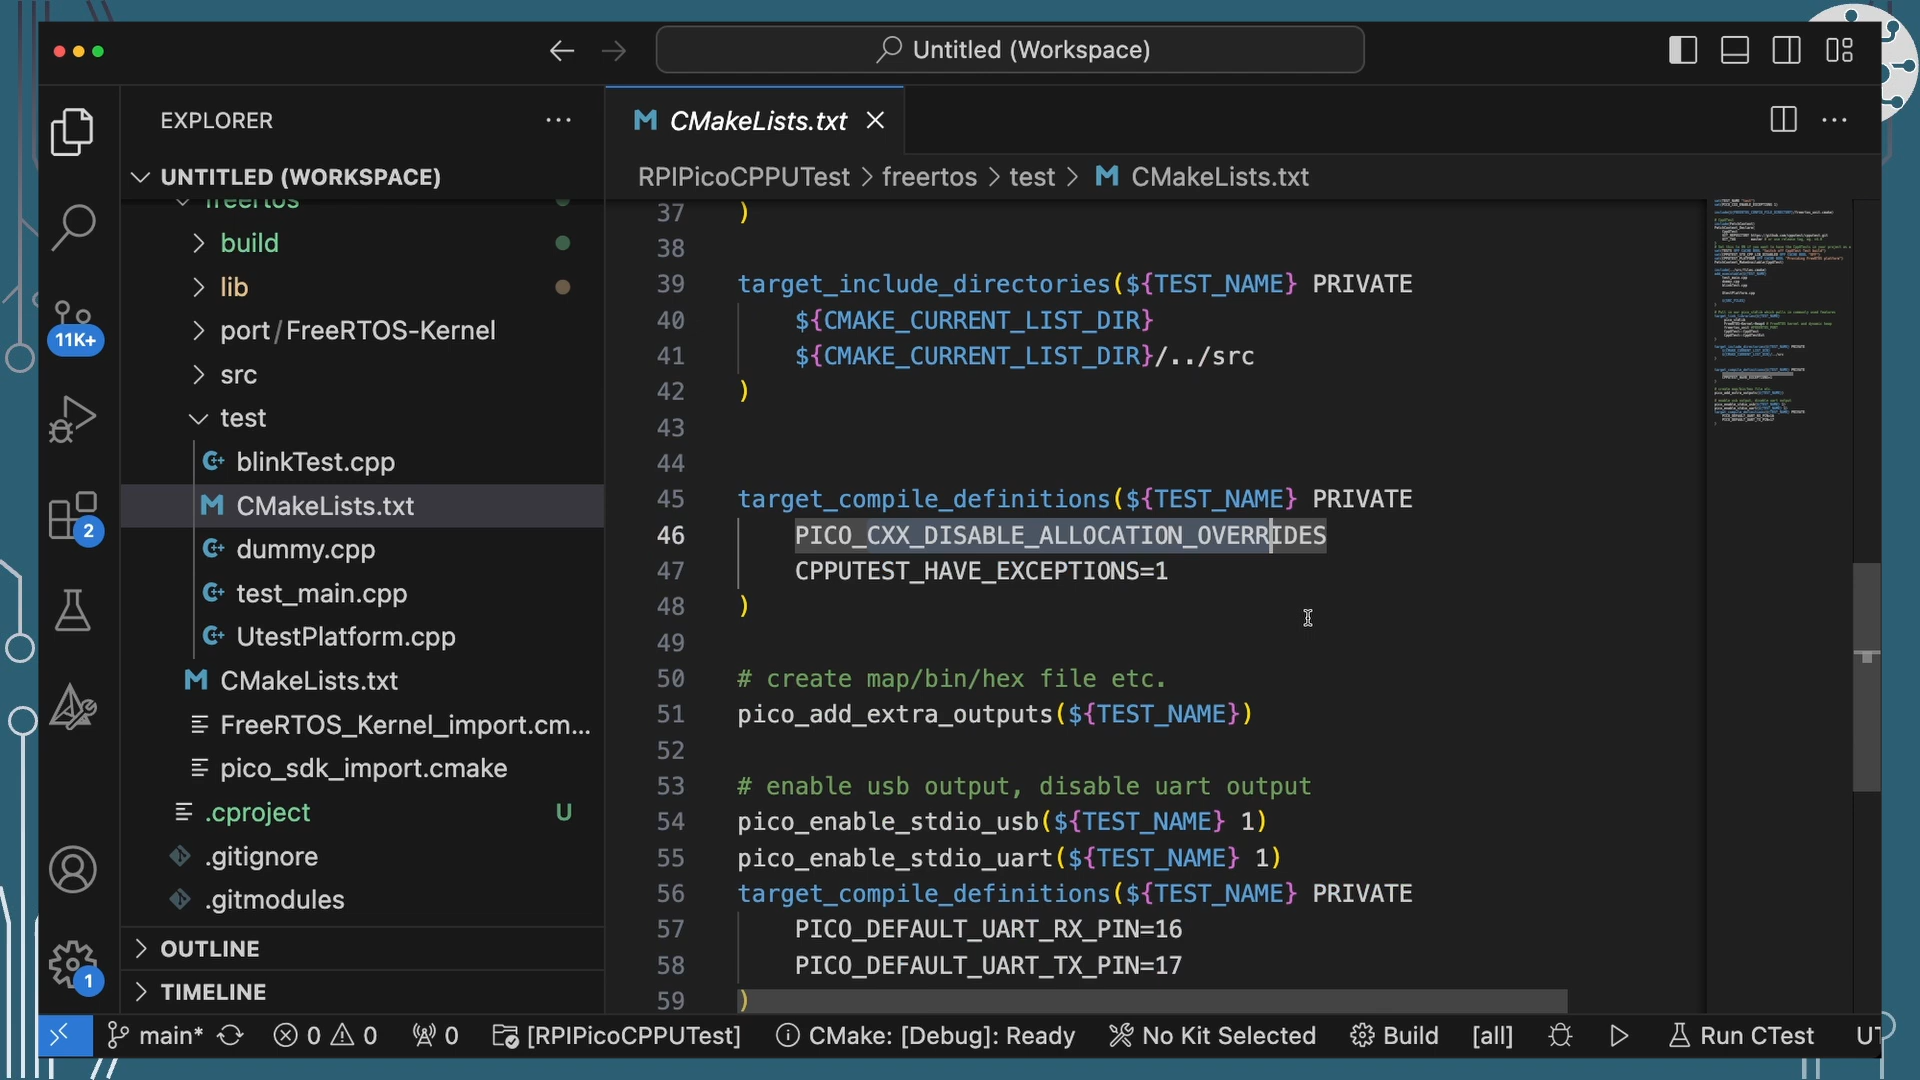 Untitled (Workspace)
EXPLORER
CMakeLists.txt
UNTITLED (WORKSPACE)
RPIPicoCPPUTest > freertos > test > CMakeLists.txt
freertos
build
lib
port/FreeRTOS-Kernel
src
test
blinkTest.cpp
CMakeLists.txt
dummy.cpp
test_main.cpp
UtestPlatform.cpp
CMakeLists.txt
FreeRTOS_Kernel_import.cm...
pico_sdk_import.cmake
.cproject U
.gitignore
.gitmodules
OUTLINE
TIMELINE
11K+
2
1
37 )
38
39 target_include_directories(${TEST_NAME} PRIVATE
40 ${CMAKE_CURRENT_LIST_DIR}
41 ${CMAKE_CURRENT_LIST_DIR}/../src
42 )
43
44
45 target_compile_definitions(${TEST_NAME} PRIVATE
46 PICO_CXX_DISABLE_ALLOCATION_OVERRIDES
47 CPPUTEST_HAVE_EXCEPTIONS=1
48 )
49
50 # create map/bin/hex file etc.
51 pico_add_extra_outputs(${TEST_NAME})
52
53 # enable usb output, disable uart output
54 pico_enable_stdio_usb(${TEST_NAME} 1)
55 pico_enable_stdio_uart(${TEST_NAME} 1)
56 target_compile_definitions(${TEST_NAME} PRIVATE
57 PICO_DEFAULT_UART_RX_PIN=16
58 PICO_DEFAULT_UART_TX_PIN=17
59 )
main* 0 0 0 [RPIPicoCPPUTest] CMake: [Debug]: Ready No Kit Selected Build [all] Run CTest